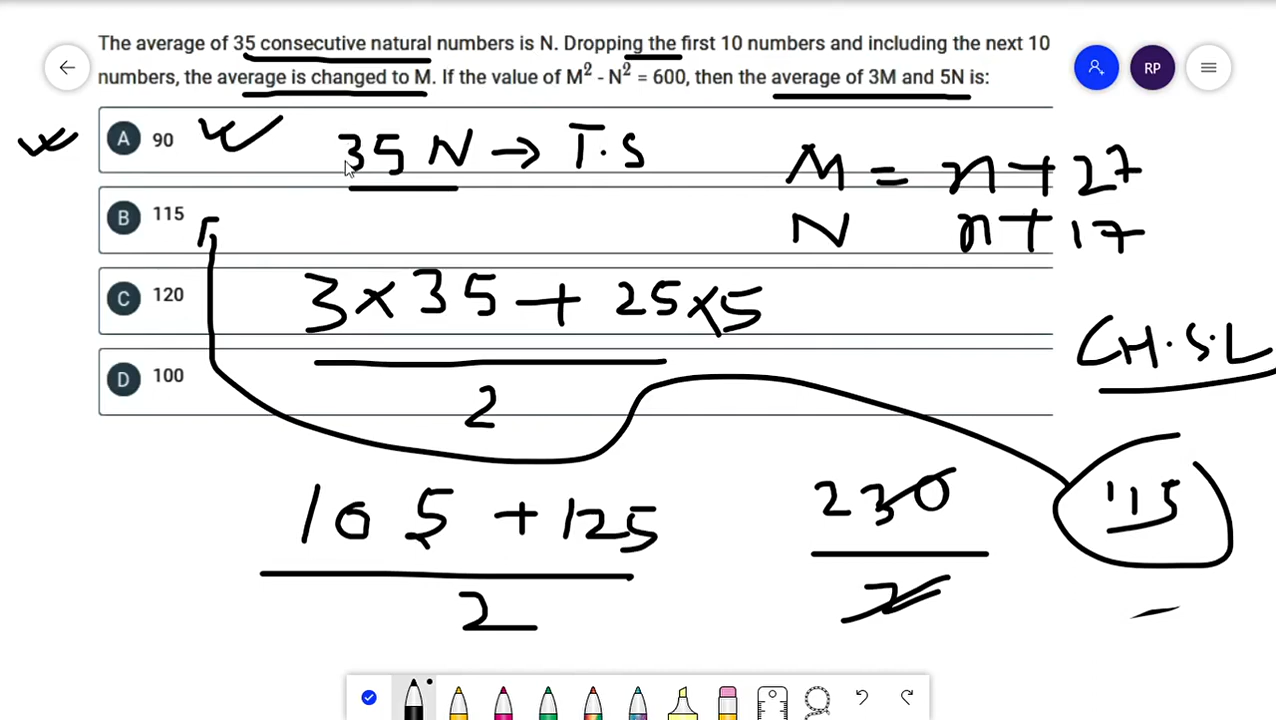 The average of 35 consecutive natural numbers is N. Dropping the first 10 numbers and including the next 10
numbers, the average is changed to M. If the value of M² - N² = 600, then the average of 3M and 5N is:
RP
A 90
35 N → T.S
M = n+27
B 115
N n+17
C 120
3×35+25×5
2
C.H.S.L
D 100
105+125
2
230
2
115